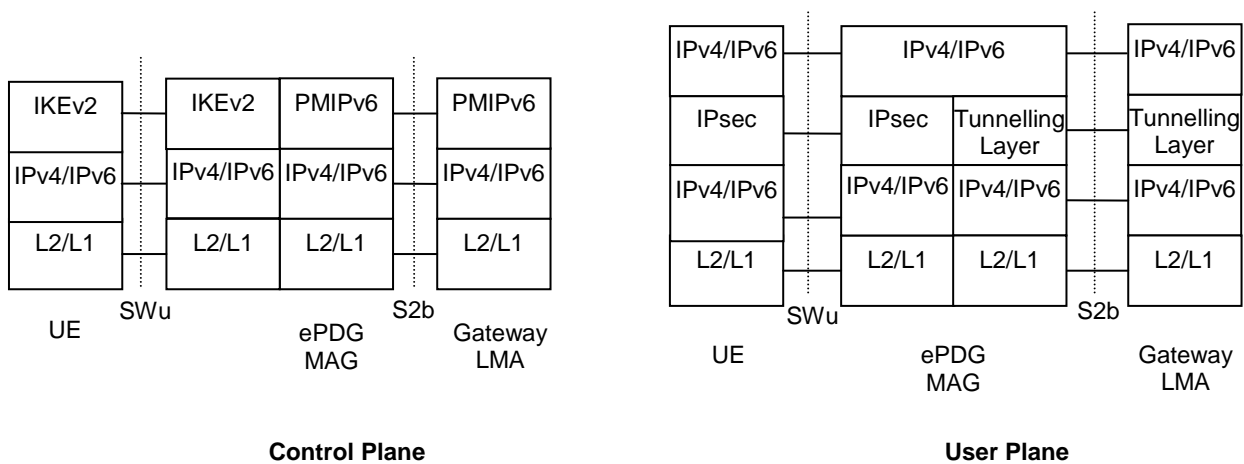 IKEv2
IKEv2
PMIPv6
PMIPv6
IPv4/IPv6
IPv4/IPv6
IPv4/IPv6
IPv4/IPv6
L2/L1
L2/L1
L2/L1
L2/L1
SWu
S2b
UE
ePDG
MAG
Gateway
LMA
Control Plane
IPv4/IPv6
IPv4/IPv6
IPv4/IPv6
IPsec
IPsec
Tunnelling
Layer
Tunnelling
Layer
IPv4/IPv6
IPv4/IPv6
IPv4/IPv6
IPv4/IPv6
L2/L1
L2/L1
L2/L1
L2/L1
SWu
S2b
UE
ePDG
MAG
Gateway
LMA
User Plane